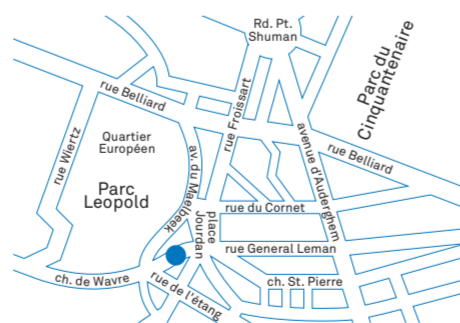 Rd. Pt.
Shuman
Parc du
Cinquantenaire
rue Belliard
rue Froissart
Quartier
Européen
avenue d'Auderghem
rue Belliard
rue Wiertz
av. du Maelbeek
Parc
Leopold
rue du Cornet
place
Jourdan
rue General Leman
ch. de Wavre
rue de l'étang
ch. St. Pierre